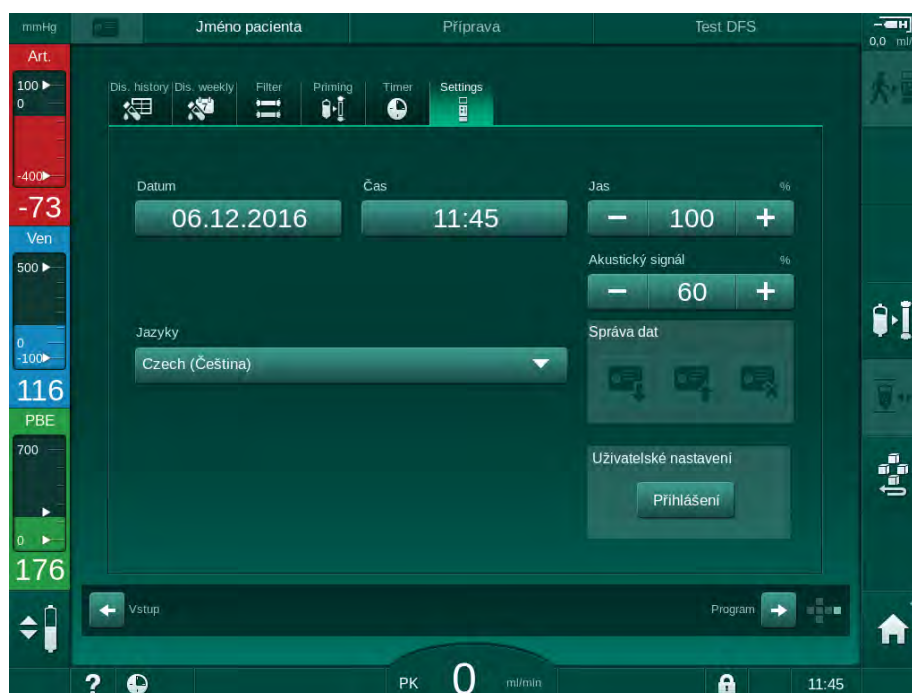 mmHg
Jméno pacienta
Příprava
Test DFS
0,0 ml/
Art.
100
0
-400
-73
Ven
500
0
-100
116
PBE
700
0
176
Dis. history
Dis. weekly
Filter
Priming
Timer
Settings
Datum
Čas
Jas
%
06.12.2016
11:45
− 100 +
Akustický signál
%
− 60 +
Jazyky
Czech (Čeština)
Správa dat
Uživatelské nastavení
Přihlášení
Vstup
Program
?
PK 0 ml/min
11:45